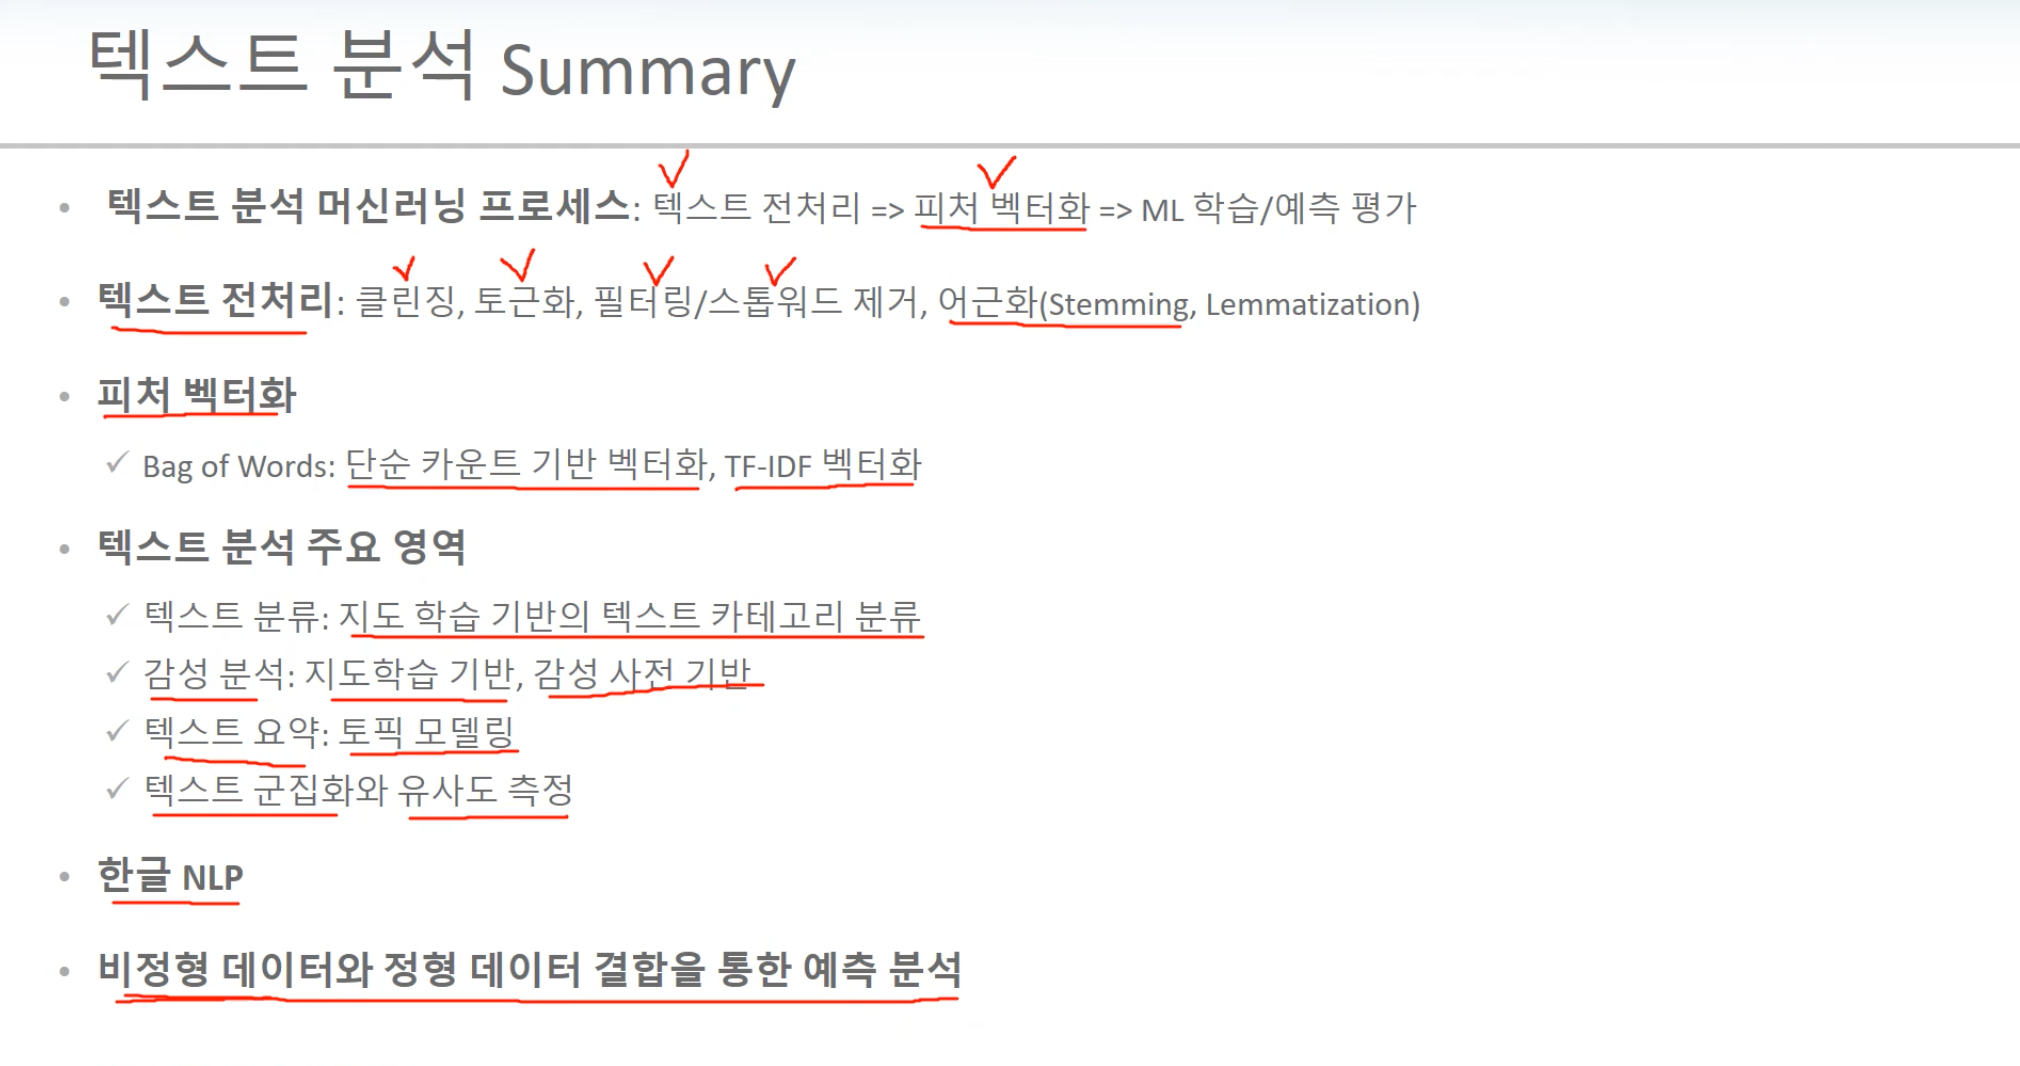 텍스트 분석 Summary
• 텍스트 분석 머신러닝 프로세스: 텍스트 전처리 => 피처 벡터화 => ML 학습/예측 평가
• 텍스트 전처리: 클린징, 토근화, 필터링/스톱워드 제거, 어근화(Stemming, Lemmatization)
• 피처 벡터화
✓ Bag of Words: 단순 카운트 기반 벡터화, TF-IDF 벡터화
• 텍스트 분석 주요 영역
✓ 텍스트 분류: 지도 학습 기반의 텍스트 카테고리 분류
✓ 감성 분석: 지도학습 기반, 감성 사전 기반
✓ 텍스트 요약: 토픽 모델링
✓ 텍스트 군집화와 유사도 측정
• 한글 NLP
• 비정형 데이터와 정형 데이터 결합을 통한 예측 분석